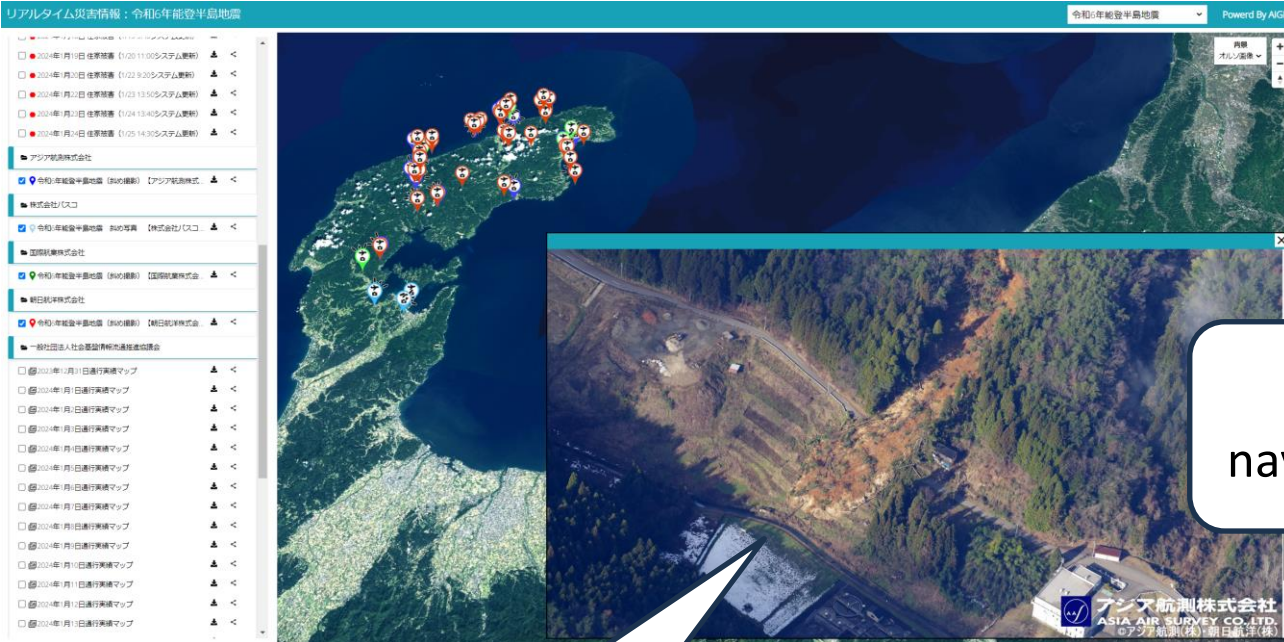 リアルタイム災害情報：令和6年能登半島地震
令和6年能登半島地震
Powerd By AIGI
背景
オルソ画像
2024年1月19日 住家被害（1/20 11:00システム更新）
2024年1月20日 住家被害（1/22 9:20システム更新）
2024年1月22日 住家被害（1/23 13:50システム更新）
2024年1月23日 住家被害（1/24 13:40システム更新）
2024年1月24日 住家被害（1/25 14:30システム更新）
アジア航測株式会社
令和6年能登半島地震（斜め撮影）【アジア航測株式...
株式会社パスコ
令和6年能登半島地震 斜め写真 【株式会社パスコ...
国際航業株式会社
令和6年能登半島地震（斜め撮影）【国際航業株式会...
朝日航洋株式会社
令和6年能登半島地震（斜め撮影）【朝日航洋株式会...
一般社団法人社会基盤情報流通推進協議会
2023年12月31日通行実績マップ
2024年1月1日通行実績マップ
2024年1月2日通行実績マップ
2024年1月3日通行実績マップ
2024年1月4日通行実績マップ
2024年1月5日通行実績マップ
2024年1月6日通行実績マップ
2024年1月7日通行実績マップ
2024年1月8日通行実績マップ
2024年1月9日通行実績マップ
2024年1月10日通行実績マップ
2024年1月11日通行実績マップ
2024年1月12日通行実績マップ
2024年1月13日通行実績マップ
nav
アジア航測株式会社
ASIA AIR SURVEY CO.,LTD.
©アジア航測(株)・朝日航洋(株)